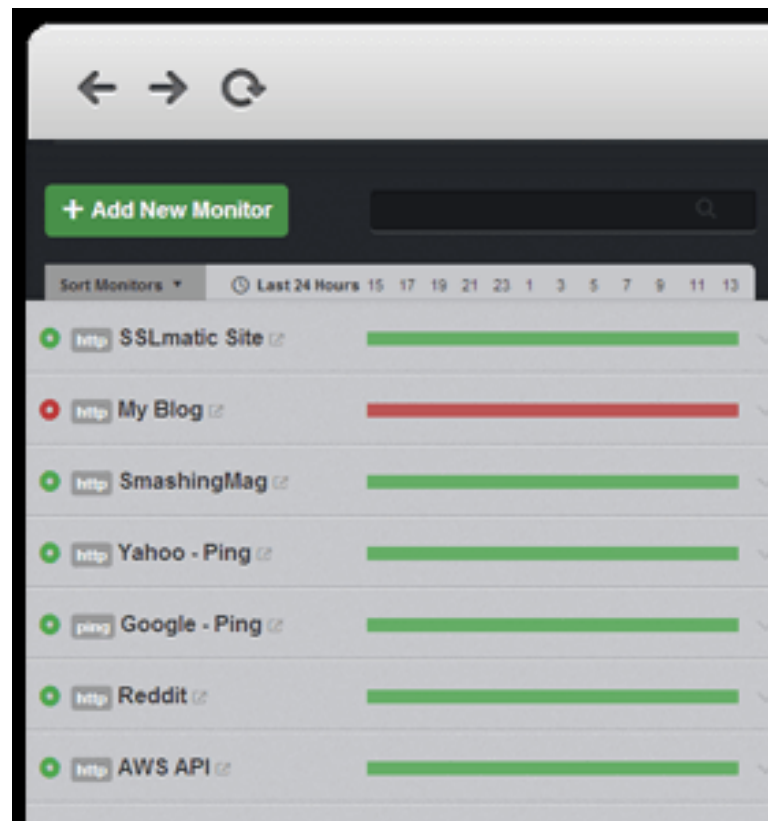 + Add New Monitor
Sort Monitors ▼ Last 24 Hours 15 17 19 21 23 1 3 5 7 9 11 13
http SSLmatic Site
http My Blog
http SmashingMag
http Yahoo - Ping
ping Google - Ping
http Reddit
http AWS API